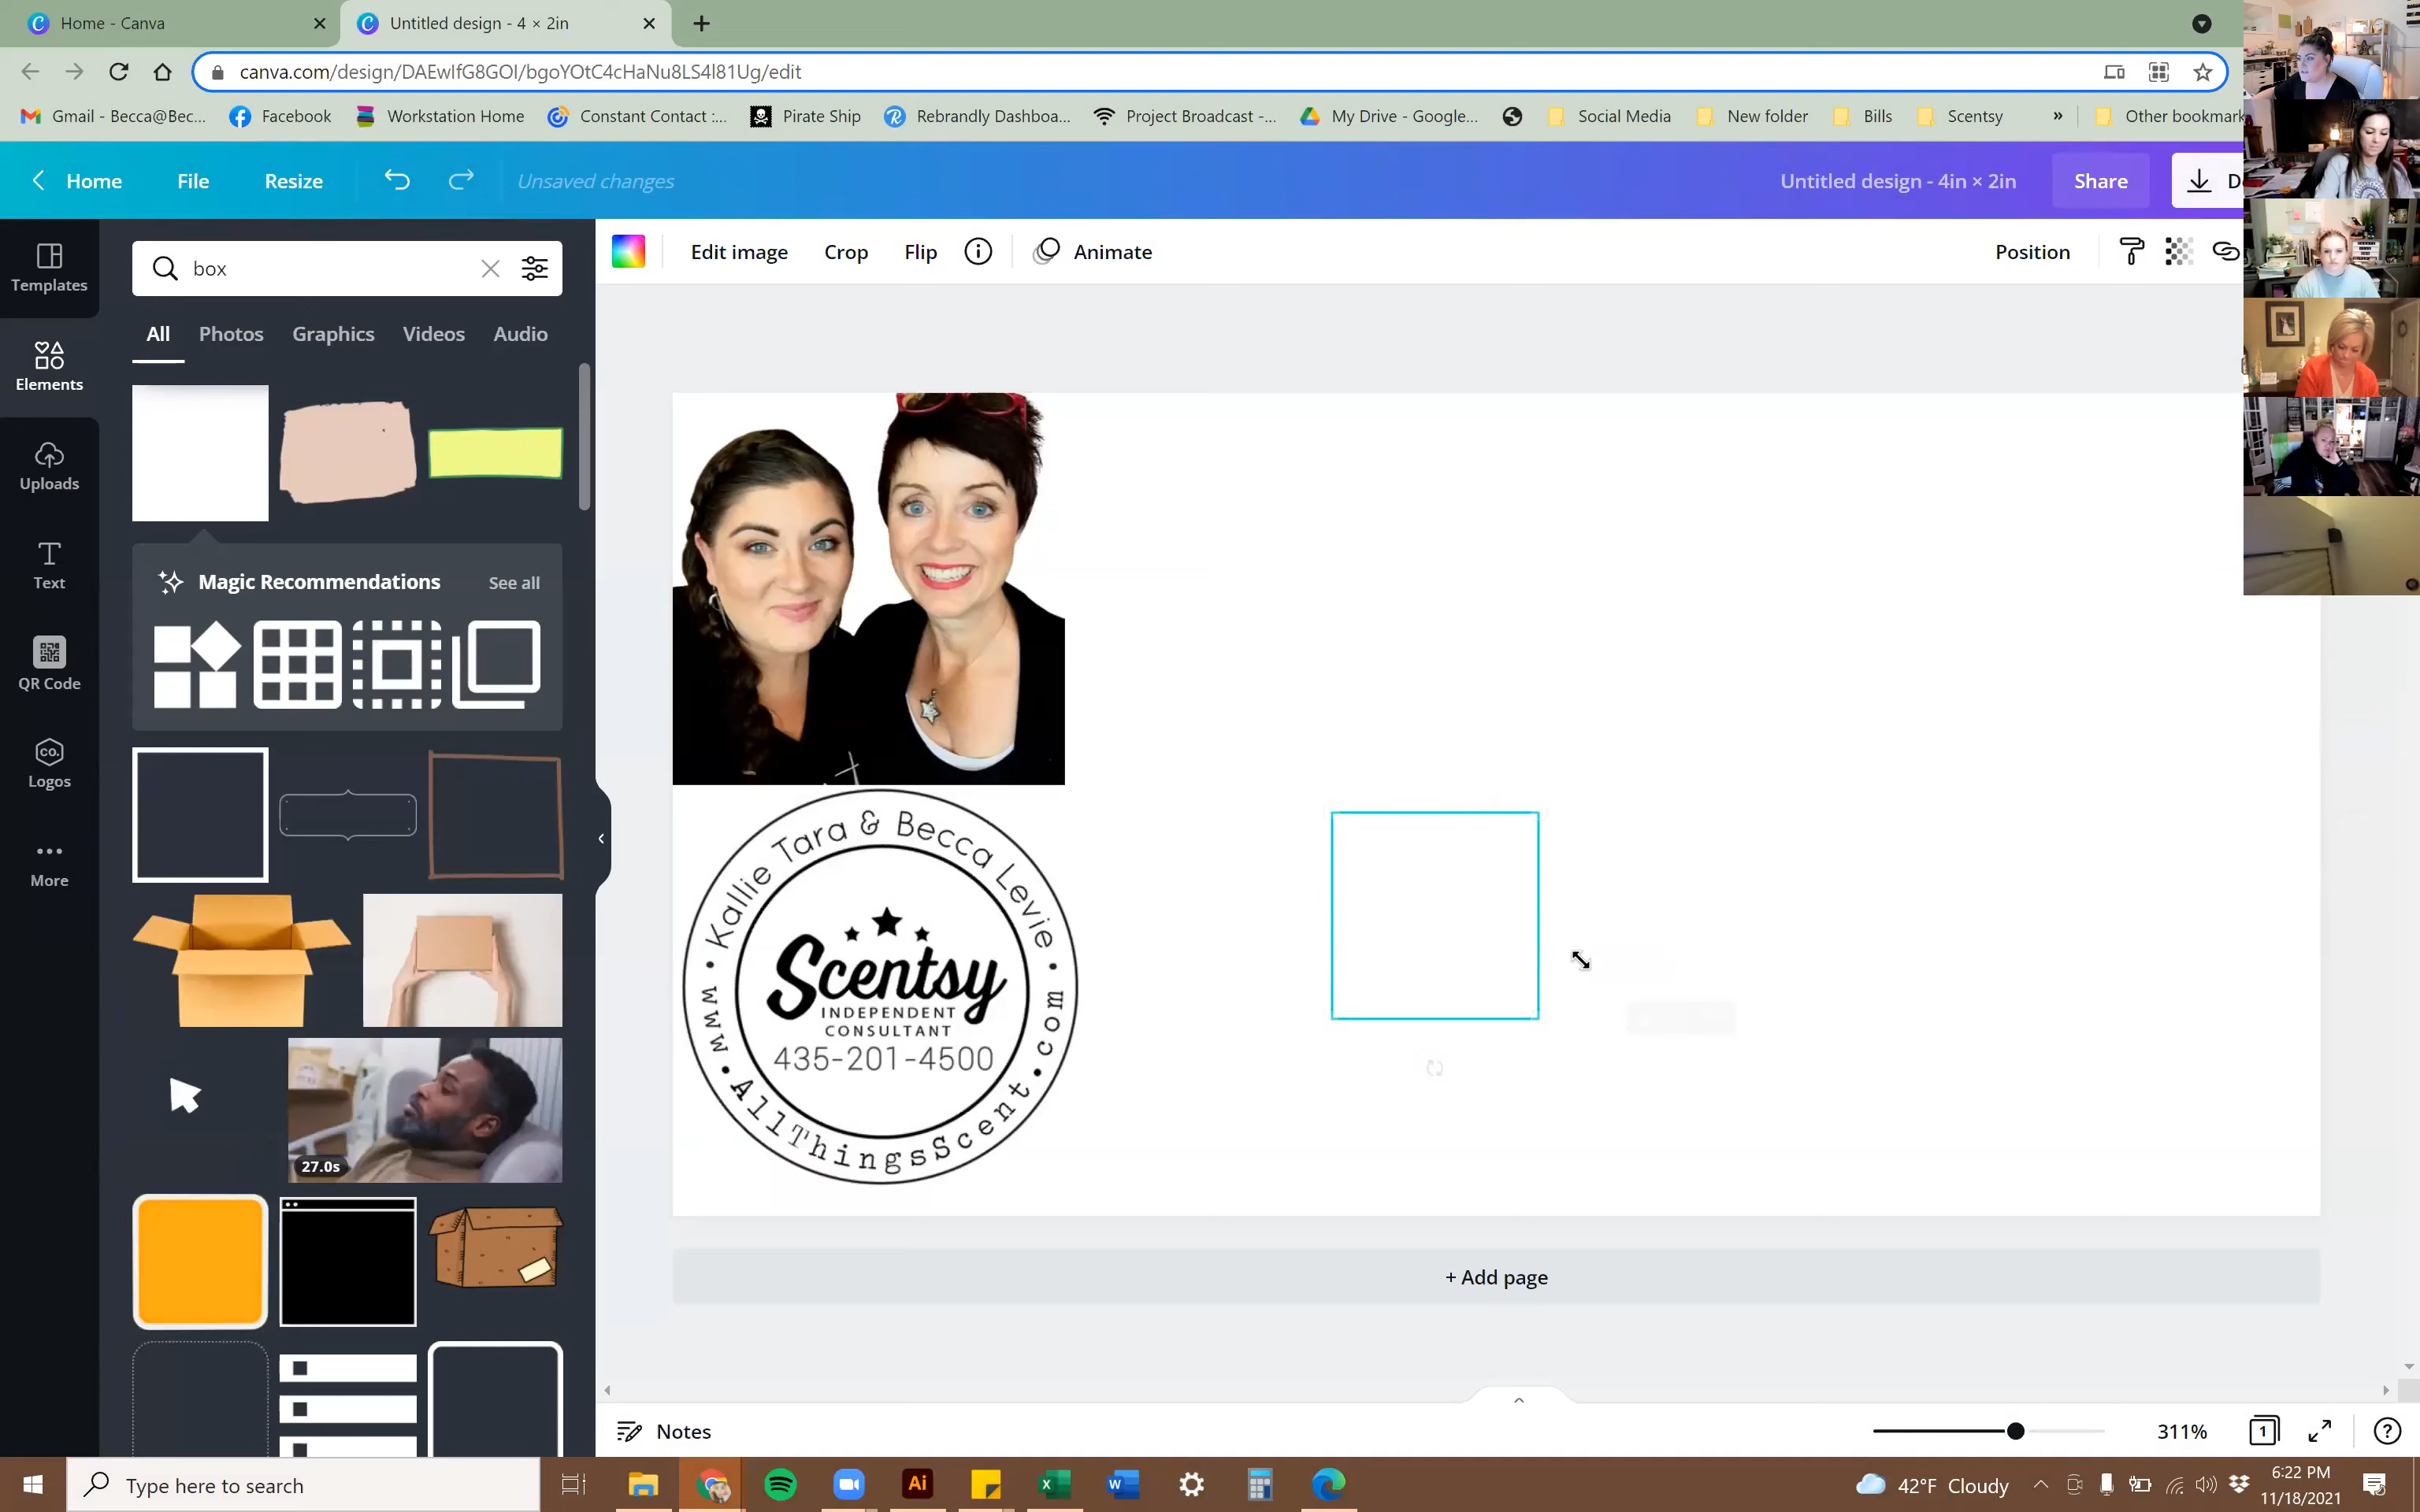 Home - Canva
Untitled design - 4 × 2in
canva.com/design/DAEwIfG8GOI/bgoYOtC4cHaNu8LS4l81Ug/edit
Gmail - Becca@Bec...
Facebook
Workstation Home
Constant Contact :...
Pirate Ship
Rebrandly Dashboa...
Project Broadcast -...
My Drive - Google...
Social Media
New folder
Bills
Scentsy
»
Other bookmark
Home
File
Resize
Unsaved changes
Untitled design - 4in × 2in
Share
D
Templates
Elements
Uploads
Text
QR Code
CO.
Logos
More
box
All
Photos
Graphics
Videos
Audio
Magic Recommendations
See all
27.0s
Edit image
Crop
Flip
Animate
Position
• Kallie Tara & Becca Levie •
Scentsy
INDEPENDENT
CONSULTANT
435-201-4500
www.AllThingsScent.com
+ Add page
Notes
311%
1
?
Type here to search
Ai
X
W
42°F Cloudy
6:22 PM
11/18/2021